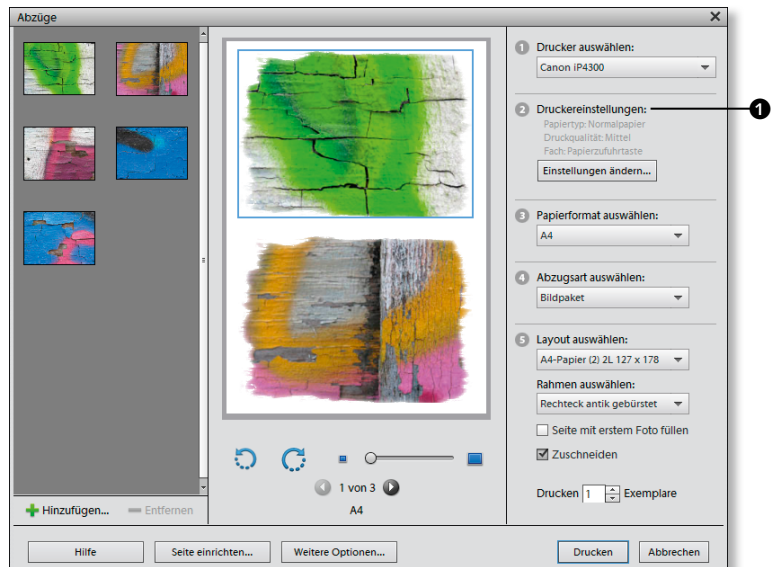 Abzüge
1 Drucker auswählen:
Canon iP4300
2 Druckereinstellungen:
1
Papiertyp: Normalpapier
Druckqualität: Mittel
Fach: Papierzufuhrtaste
Einstellungen ändern...
3 Papierformat auswählen:
A4
4 Abzugsart auswählen:
Bildpaket
5 Layout auswählen:
A4-Papier (2) 2L 127 x 178
Rahmen auswählen:
Rechteck antik gebürstet
Seite mit erstem Foto füllen
Zuschneiden
Drucken 1 Exemplare
1 von 3
A4
Hinzufügen... Entfernen
Hilfe Seite einrichten... Weitere Optionen... Drucken Abbrechen